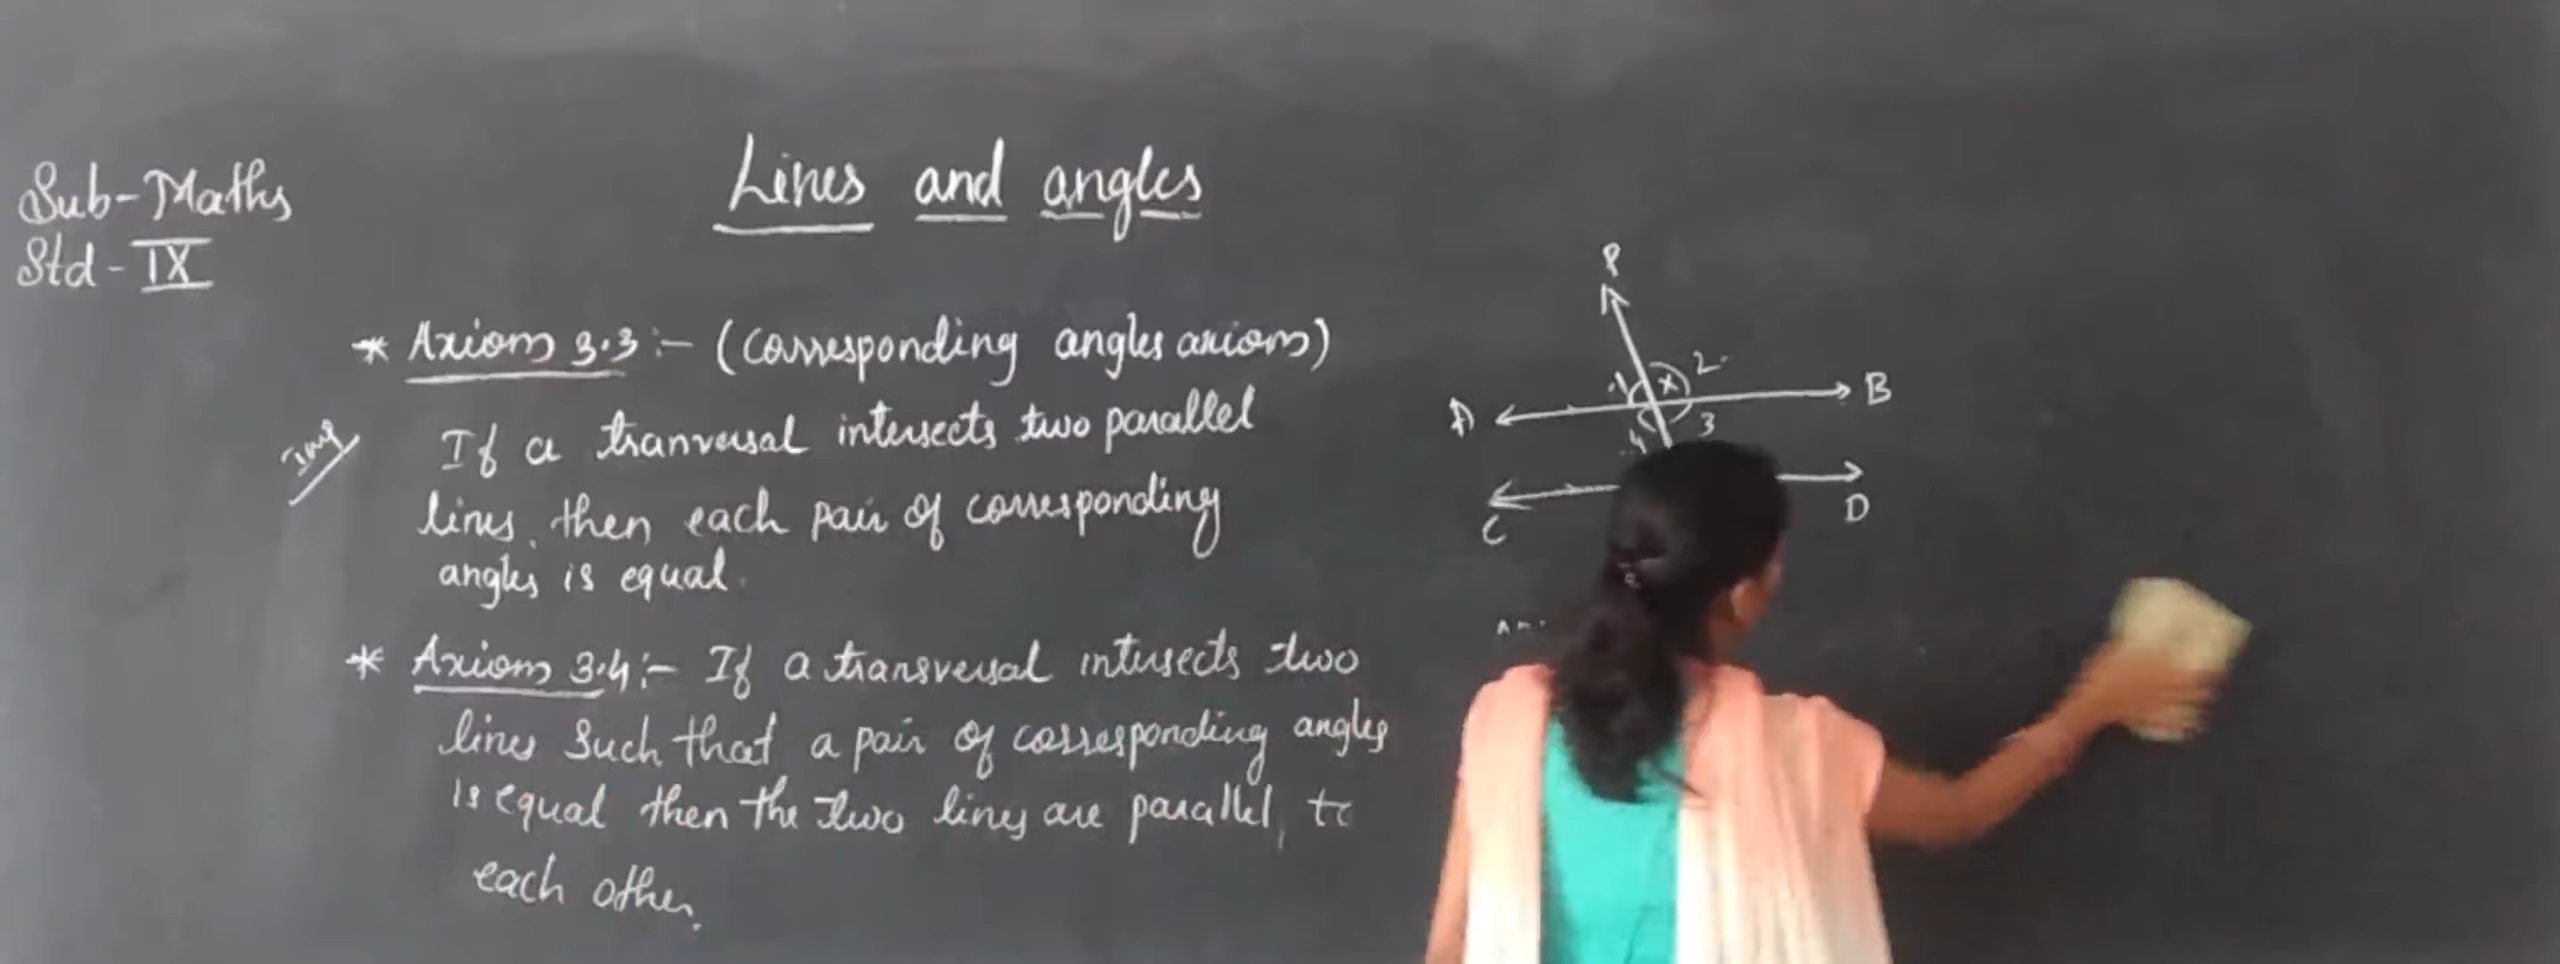 Sub-Maths
Std-IX
Lines and angles
* Axiom 3.3:- (corresponding angles axiom)
Imp
If a tranversal intersects two parallel
lines, then each pair of corresponding
angles is equal.
* Axiom 3.4:- If a transversal intersects two
lines such that a pair of corresponding angles
is equal then the two lines are parallel, to
each other.
P
1 x 2
A B
4 3
C D